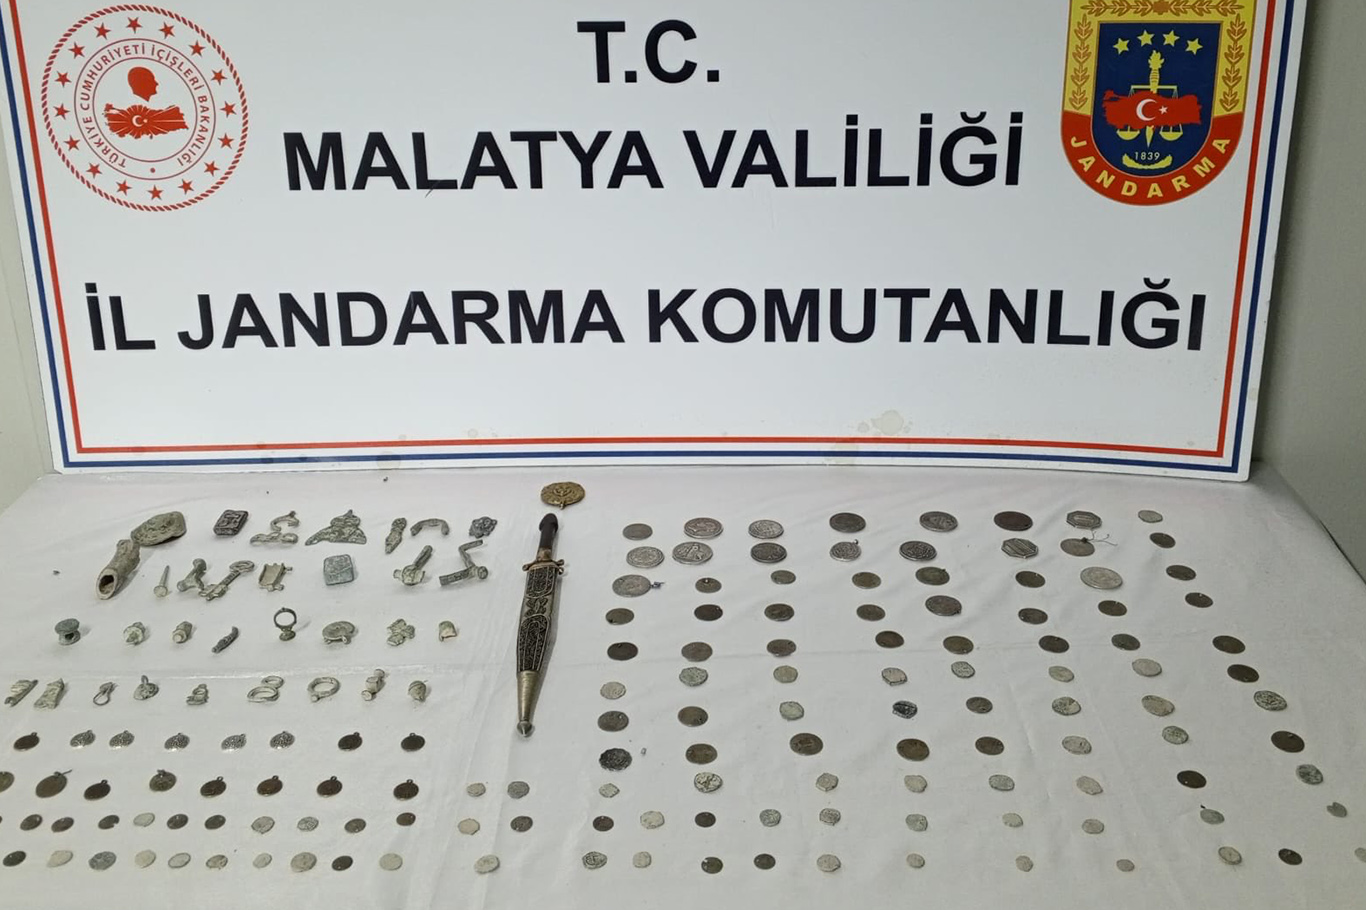 TÜRKİYE CUMHURİYETİ İÇİŞLERİ BAKANLIĞI
T.C.
MALATYA VALİLİĞİ
İL JANDARMA KOMUTANLIĞI
1839
JANDARMA